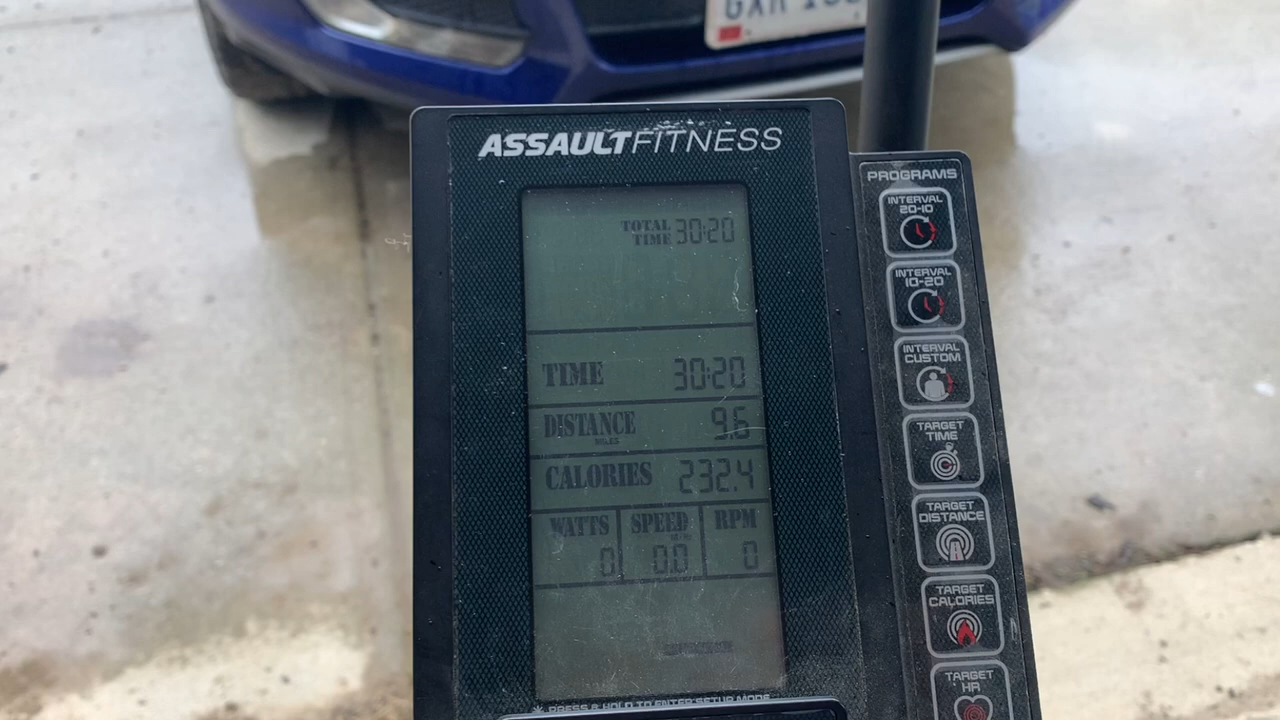 ASSAULTFITNESS
PROGRAMS
INTERVAL
20-10
INTERVAL
10-20
INTERVAL
CUSTOM
TARGET
TIME
TARGET
DISTANCE
TARGET
CALORIES
TARGET
HR
TOTAL
TIME 30:20
TIME 30:20
DISTANCE 9.6
MILES
CALORIES 232.4
WATTS SPEED RPM
0 0.0 0
* PRESS & HOLD TO ENTER SETUP MODE